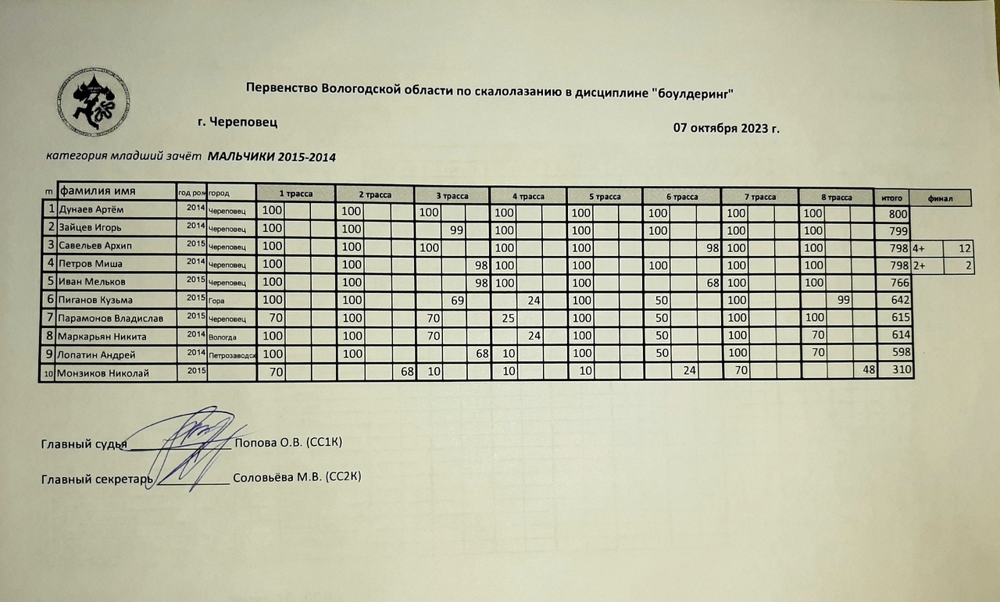 Первенство Вологодской области по скалолазанию в дисциплине "боулдеринг"
г. Череповец 07 октября 2023 г.
категория младший зачёт МАЛЬЧИКИ 2015-2014
m фамилия имя год рож город 1 трасса 2 трасса 3 трасса 4 трасса 5 трасса 6 трасса 7 трасса 8 трасса итого финал
1 Дунаев Артём 2014 Череповец 100 100 100 100 100 100 100 100 800
2 Зайцев Игорь 2014 Череповец 100 100 99 100 100 100 100 100 799
3 Савельев Архип 2015 Череповец 100 100 100 100 100 98 100 100 798 4+ 12
4 Петров Миша 2014 Череповец 100 100 98 100 100 100 100 100 798 2+ 2
5 Иван Мельков 2015 Череповец 100 100 98 100 100 68 100 100 766
6 Пиганов Кузьма 2015 Гора 100 100 69 24 100 50 100 99 642
7 Парамонов Владислав 2015 Череповец 70 100 70 25 100 50 100 100 615
8 Маркарьян Никита 2014 Вологда 100 100 70 24 100 50 100 70 614
9 Лопатин Андрей 2014 Петрозаводск 100 100 68 10 100 50 100 70 598
10 Монзиков Николай 2015 70 68 10 10 10 24 70 48 310
Главный судья Попова О.В. (СС1К)
Главный секретарь Соловьёва М.В. (СС2К)